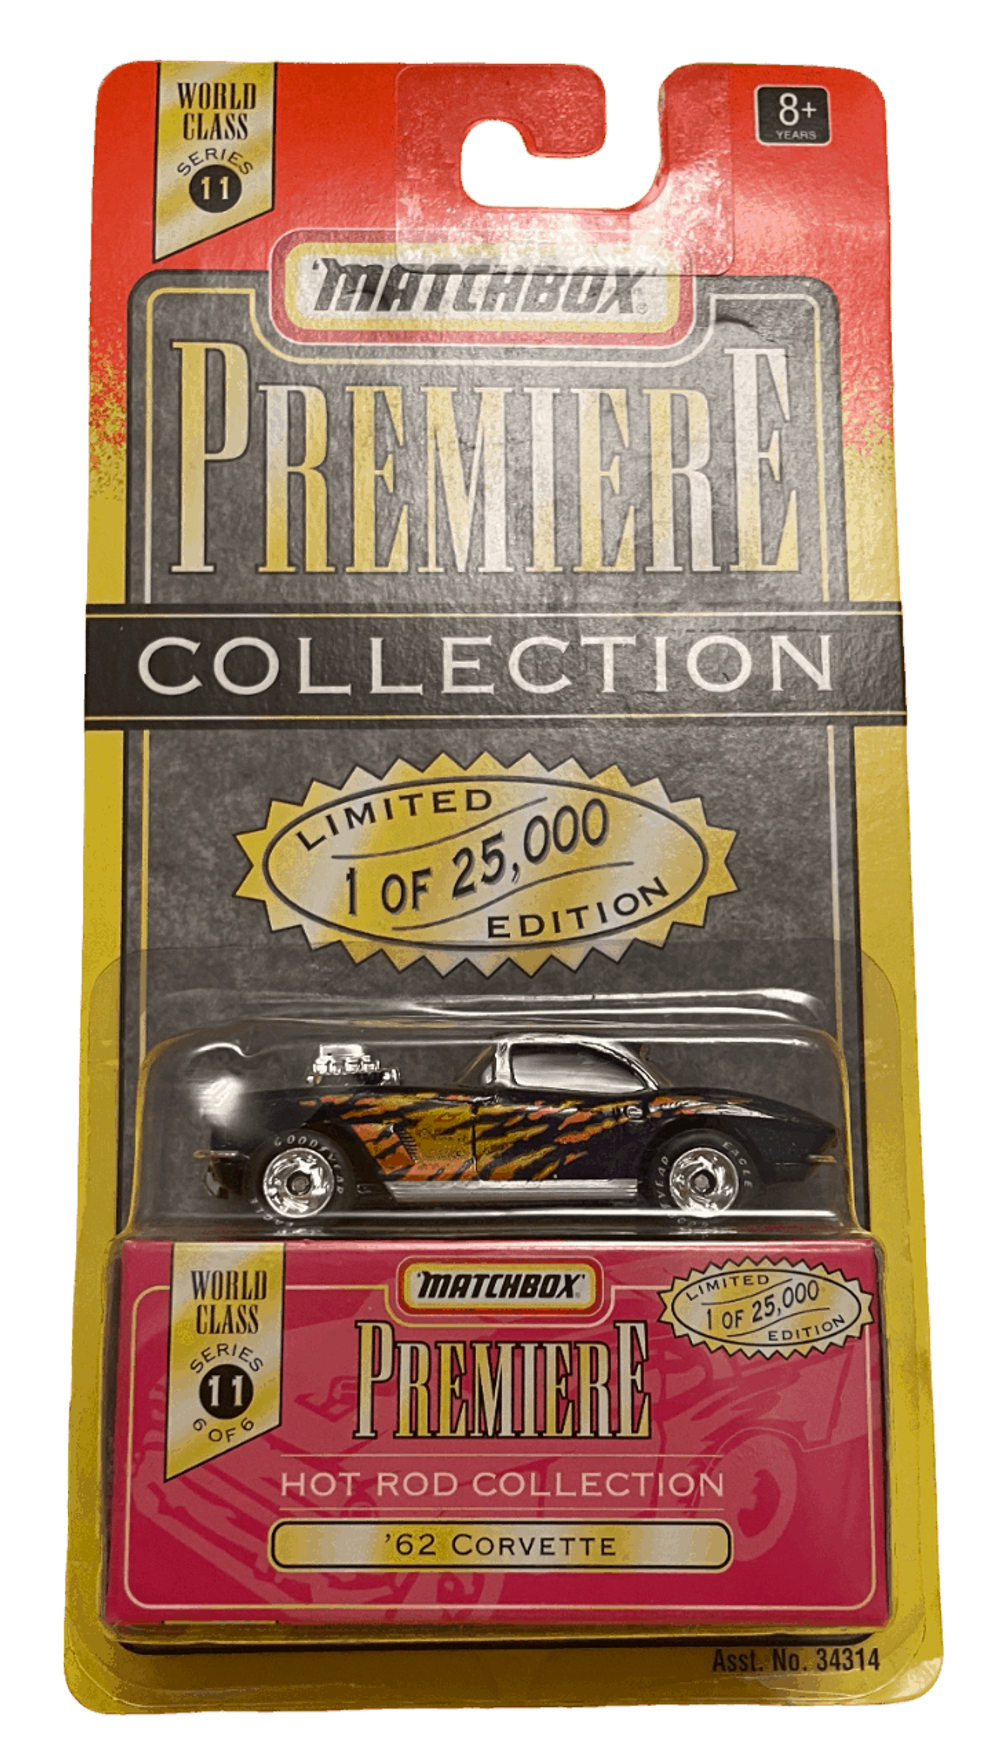 WORLD
CLASS
SERIES
11
8+
YEARS
'MATCHBOX'
PREMIERE
COLLECTION
LIMITED
1 OF 25,000
EDITION
GOODYEAR
EAGLE
WORLD
CLASS
SERIES
11
6 OF 6
'MATCHBOX'
PREMIERE
LIMITED
1 OF 25,000
EDITION
HOT ROD COLLECTION
'62 CORVETTE
Asst. No. 34314